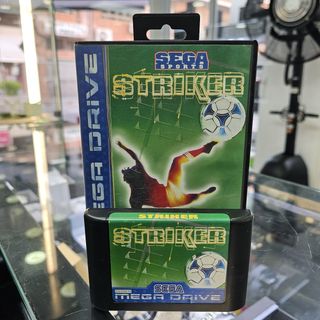 SEGA
SPORTS
STRIKER
MEGA DRIVE
STRIKER
STRIKER
SEGA
MEGA DRIVE